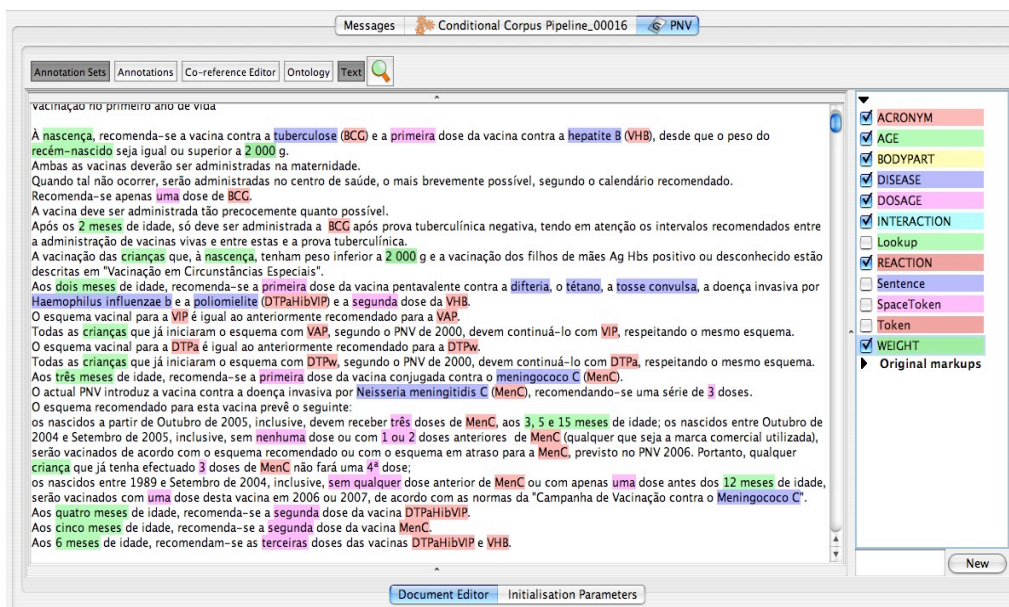 Messages Conditional Corpus Pipeline_00016 PNV
Annotation Sets Annotations Co-reference Editor Ontology Text
Vacinação no primeiro ano de vida
À nascença, recomenda-se a vacina contra a tuberculose (BCG) e a primeira dose da vacina contra a hepatite B (VHB), desde que o peso do
recém-nascido seja igual ou superior a 2 000 g.
Ambas as vacinas deverão ser administradas na maternidade.
Quando tal não ocorrer, serão administradas no centro de saúde, o mais brevemente possível, segundo o calendário recomendado.
Recomenda-se apenas uma dose de BCG.
A vacina deve ser administrada tão precocemente quanto possível.
Após os 2 meses de idade, só deve ser administrada a BCG após prova tuberculínica negativa, tendo em atenção os intervalos recomendados entre
a administração de vacinas vivas e entre estas e a prova tuberculínica.
A vacinação das crianças que, à nascença, tenham peso inferior a 2 000 g e a vacinação dos filhos de mães Ag Hbs positivo ou desconhecido estão
descritas em "Vacinação em Circunstâncias Especiais".
Aos dois meses de idade, recomenda-se a primeira dose da vacina pentavalente contra a difteria, o tétano, a tosse convulsa, a doença invasiva por
Haemophilus influenzae b e a poliomielite (DTPaHibVIP) e a segunda dose da VHB.
O esquema vacinal para a VIP é igual ao anteriormente recomendado para a VAP.
Todas as crianças que já iniciaram o esquema com VAP, segundo o PNV de 2000, devem continuá-lo com VIP, respeitando o mesmo esquema.
O esquema vacinal para a DTPa é igual ao anteriormente recomendado para a DTPw.
Todas as crianças que já iniciaram o esquema com DTPw, segundo o PNV de 2000, devem continuá-lo com DTPa, respeitando o mesmo esquema.
Aos três meses de idade, recomenda-se a primeira dose da vacina conjugada contra o meningococo C (MenC).
O actual PNV introduz a vacina contra a doença invasiva por Neisseria meningitidis C (MenC), recomendando-se uma série de 3 doses.
O esquema recomendado para esta vacina prevê o seguinte:
os nascidos a partir de Outubro de 2005, inclusive, devem receber três doses de MenC, aos 3, 5 e 15 meses de idade; os nascidos entre Outubro de
2004 e Setembro de 2005, inclusive, sem nenhuma dose ou com 1 ou 2 doses anteriores de MenC (qualquer que seja a marca comercial utilizada),
serão vacinados de acordo com o esquema recomendado ou com o esquema em atraso para a MenC, previsto no PNV 2006. Portanto, qualquer
criança que já tenha efectuado 3 doses de MenC não fará uma 4ª dose;
os nascidos entre 1989 e Setembro de 2004, inclusive, sem qualquer dose anterior de MenC ou com apenas uma dose antes dos 12 meses de idade,
serão vacinados com uma dose desta vacina em 2006 ou 2007, de acordo com as normas da "Campanha de Vacinação contra o Meningococo C".
Aos quatro meses de idade, recomenda-se a segunda dose da vacina DTPaHibVIP.
Aos cinco meses de idade, recomenda-se a segunda dose da vacina MenC.
Aos 6 meses de idade, recomendam-se as terceiras doses das vacinas DTPaHibVIP e VHB.
ACRONYM
AGE
BODYPART
DISEASE
DOSAGE
INTERACTION
Lookup
REACTION
Sentence
SpaceToken
Token
WEIGHT
Original markups
New
Document Editor Initialisation Parameters